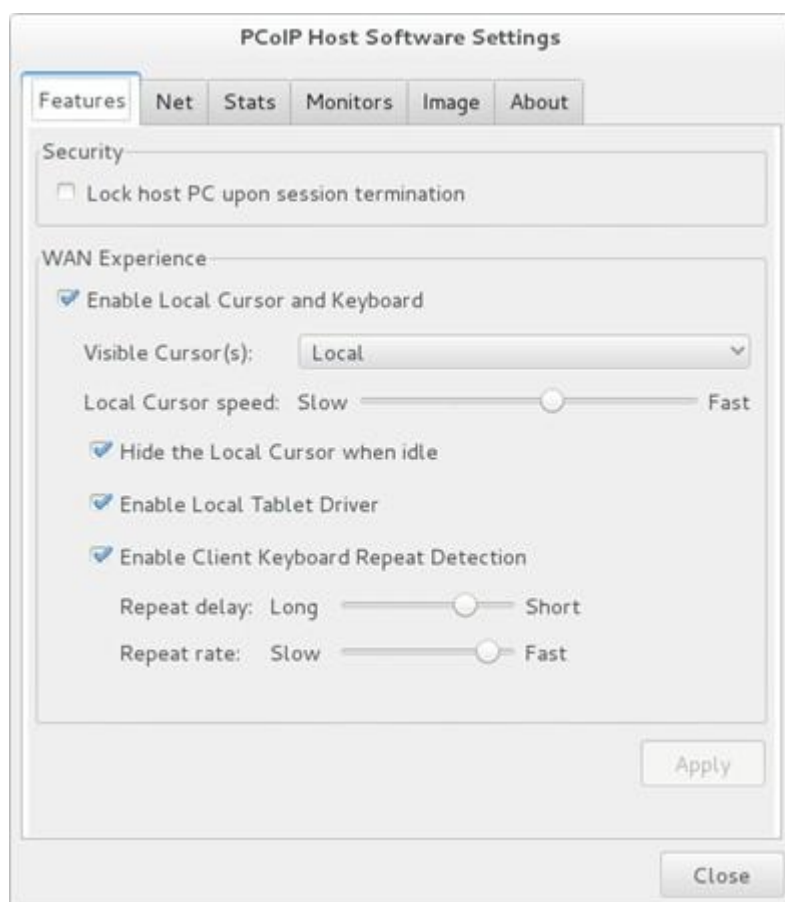 PCoIP Host Software Settings
Features Net Stats Monitors Image About
Security
Lock host PC upon session termination
WAN Experience
Enable Local Cursor and Keyboard
Visible Cursor(s): Local
Local Cursor speed: Slow Fast
Hide the Local Cursor when idle
Enable Local Tablet Driver
Enable Client Keyboard Repeat Detection
Repeat delay: Long Short
Repeat rate: Slow Fast
Apply
Close